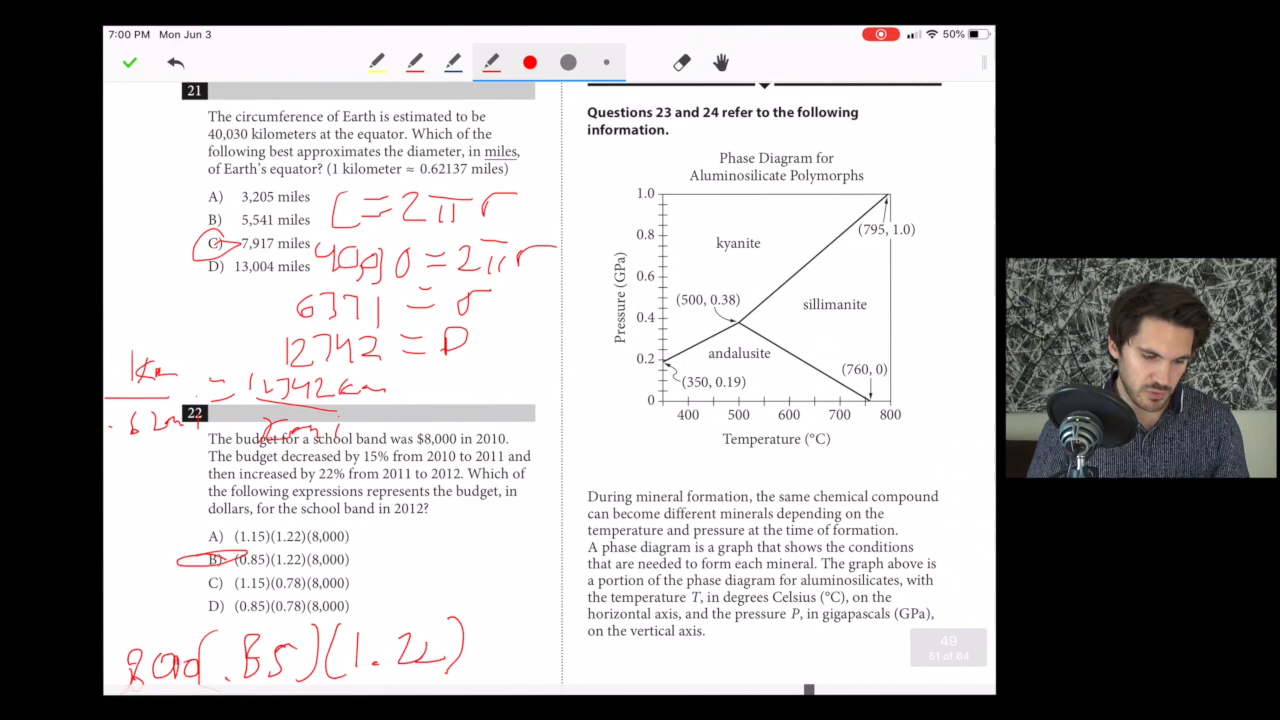 7:00 PM Mon Jun 3
50%
21
The circumference of Earth is estimated to be
40,030 kilometers at the equator. Which of the
following best approximates the diameter, in miles,
of Earth's equator? (1 kilometer ≈ 0.62137 miles)
A) 3,205 miles
B) 5,541 miles
C) 7,917 miles
D) 13,004 miles
C = 2πr
40030 = 2πr
6371 = r
12742 = D
1km = 12742km
.62mi
22
The budget for a school band was $8,000 in 2010.
The budget decreased by 15% from 2010 to 2011 and
then increased by 22% from 2011 to 2012. Which of
the following expressions represents the budget, in
dollars, for the school band in 2012?
A) (1.15)(1.22)(8,000)
B) (0.85)(1.22)(8,000)
C) (1.15)(0.78)(8,000)
D) (0.85)(0.78)(8,000)
8000(.85)(1.22)
Questions 23 and 24 refer to the following
information.
Phase Diagram for
Aluminosilicate Polymorphs
1.0
0.8
0.6
0.4
0.2
0
Pressure (GPa)
kyanite
(795, 1.0)
(500, 0.38)
sillimanite
andalusite
(760, 0)
(350, 0.19)
400 500 600 700 800
Temperature (°C)
During mineral formation, the same chemical compound
can become different minerals depending on the
temperature and pressure at the time of formation.
A phase diagram is a graph that shows the conditions
that are needed to form each mineral. The graph above is
a portion of the phase diagram for aluminosilicates, with
the temperature T, in degrees Celsius (°C), on the
horizontal axis, and the pressure P, in gigapascals (GPa),
on the vertical axis.
49
51 of 64